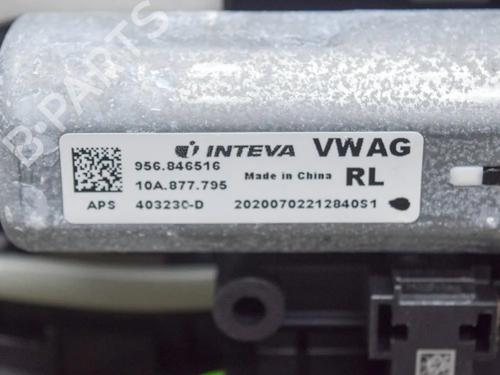 B-PARTS
INTEVA VWAG
956.846516
10A.877.795 Made in China RL
APS 403230-D 20200702212840S1